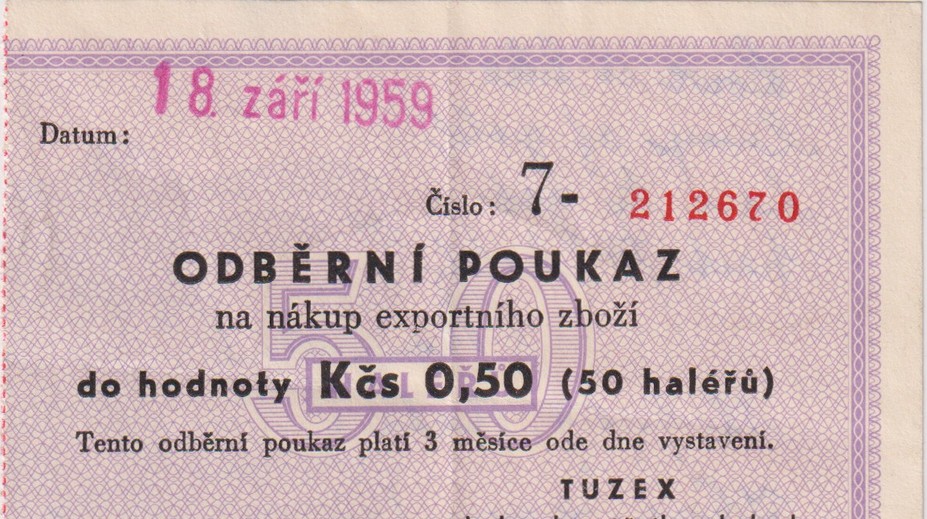 18. září 1959
Datum:
Číslo: 7- 212670
ODBĚRNÍ POUKAZ
na nákup exportního zboží
do hodnoty Kčs 0,50 (50 haléřů)
Tento odběrní poukaz platí 3 měsíce ode dne vystavení.
TUZEX
50